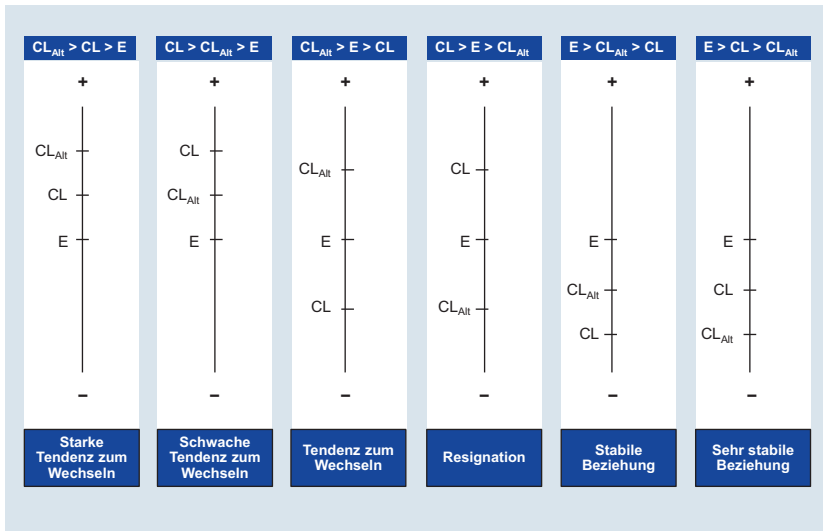 CLAlt > CL > E
CL > CLAlt > E
CLAlt > E > CL
CL > E > CLAlt
E > CLAlt > CL
E > CL > CLAlt
+
+
+
+
+
+
CLAlt
CL
E
–
CL
CLAlt
E
–
CLAlt
E
CL
–
CL
E
CLAlt
–
E
CLAlt
CL
–
E
CL
CLAlt
–
Starke
Tendenz zum
Wechseln
Schwache
Tendenz zum
Wechseln
Tendenz zum
Wechseln
Resignation
Stabile
Beziehung
Sehr stabile
Beziehung